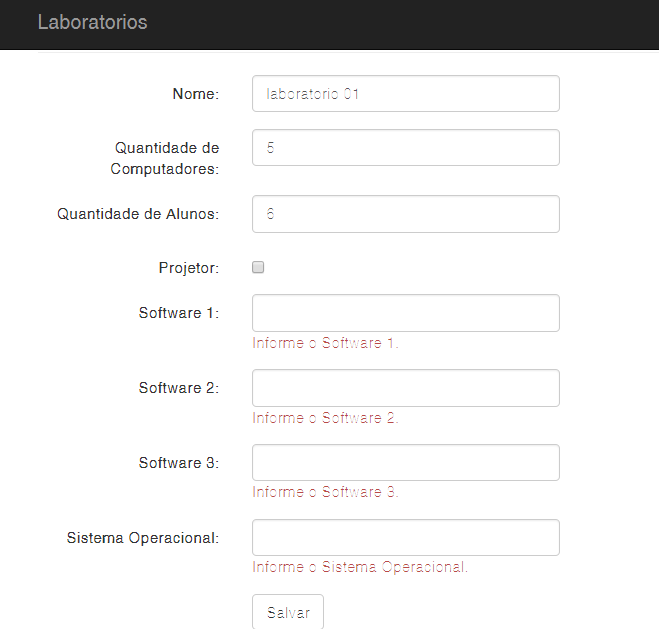 Laboratorios
Nome:
laboratorio 01
Quantidade de
Computadores:
5
Quantidade de Alunos:
6
Projetor:
Software 1:
Informe o Software 1.
Software 2:
Informe o Software 2.
Software 3:
Informe o Software 3.
Sistema Operacional:
Informe o Sistema Operacional.
Salvar